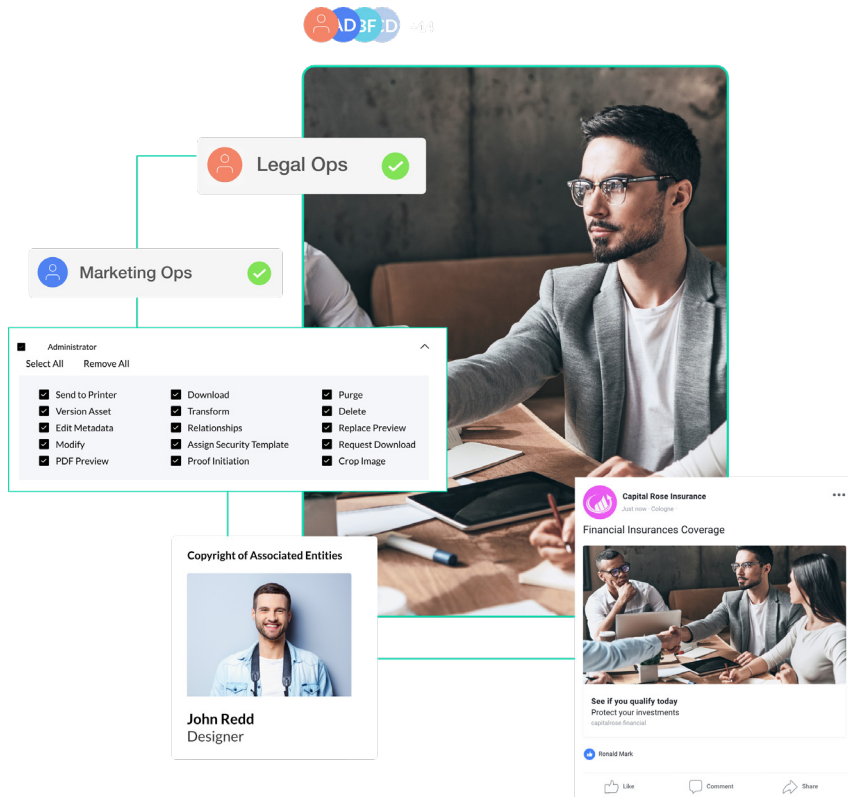 AD BF CD
Legal Ops
Marketing Ops
Administrator
Select All Remove All
Send to Printer Download Purge
Version Asset Transform Delete
Edit Metadata Relationships Replace Preview
Modify Assign Security Template Request Download
PDF Preview Proof Initiation Crop Image
Capital Rose Insurance
Just now · Cologne ·
Financial Insurances Coverage
Copyright of Associated Entities
John Redd
Designer
See if you qualify today
Protect your investments
capitalrose financial
Ronald Mark
Like Comment Share